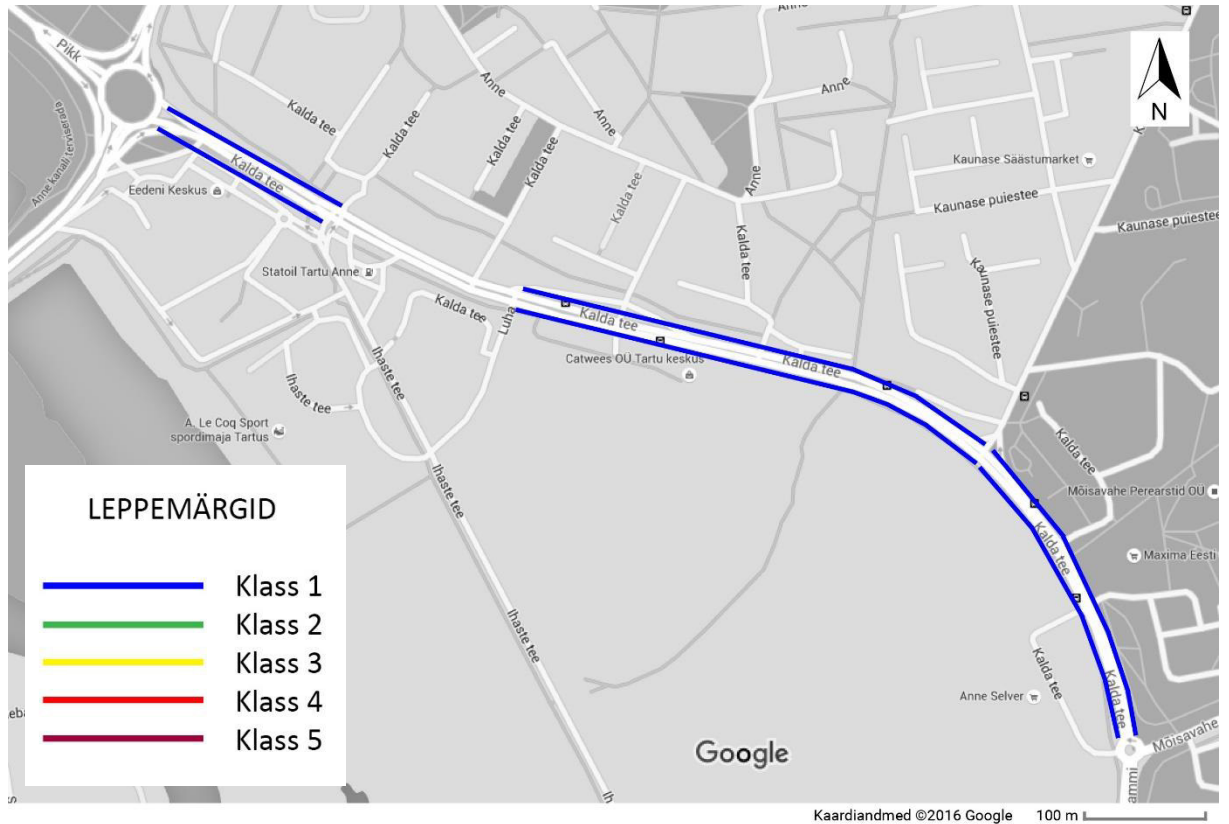 Pikk
Anne kanali terviserada
Kalda tee
Kalda tee
Kalda tee
Eedeni Keskus
Statoil Tartu Anne
Anne
Anne
Kalda tee
Kalda tee
Kalda tee
Anne
Anne
Kalda tee
Kaunase Säästumarket
Kaunase puiestee
Kaunase puiestee
Kaunase puiestee
N
Kalda tee
Luha
Kalda tee
Kalda tee
Catwees OÜ Tartu keskus
Ihaste tee
Ihaste tee
A. Le Coq Sport
spordimaja Tartus
Ihaste tee
Ihaste tee
Kalda tee
Mõisavahe Perearstid OÜ
Kalda tee
Maxima Eesti
Kalda tee
Kalda tee
Anne Selver
Mõisavahe
LEPPEMÄRGID
Klass 1
Klass 2
Klass 3
Klass 4
Klass 5
Google
Kaardiandmed ©2016 Google 100 m